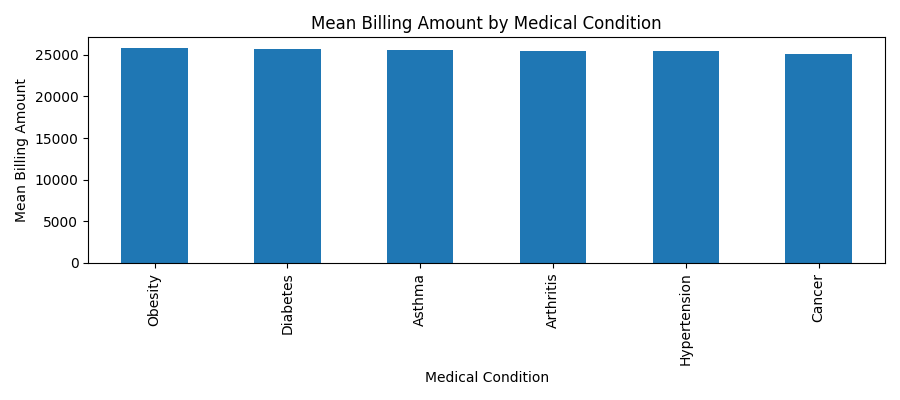 Mean Billing Amount by Medical Condition
Mean Billing Amount
25000
20000
15000
10000
5000
0
Obesity
Diabetes
Asthma
Arthritis
Hypertension
Cancer
Medical Condition